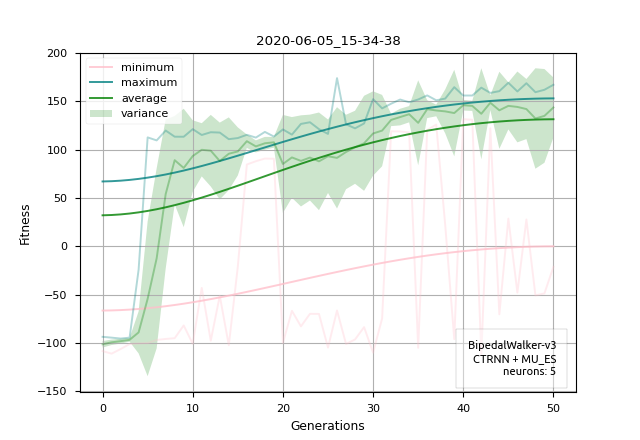 2020-06-05_15-34-38
200
150
100
50
0
−50
−100
−150
Fitness
minimum
maximum
average
variance
BipedalWalker-v3
CTRNN + MU_ES
neurons: 5
0
10
20
30
40
50
Generations